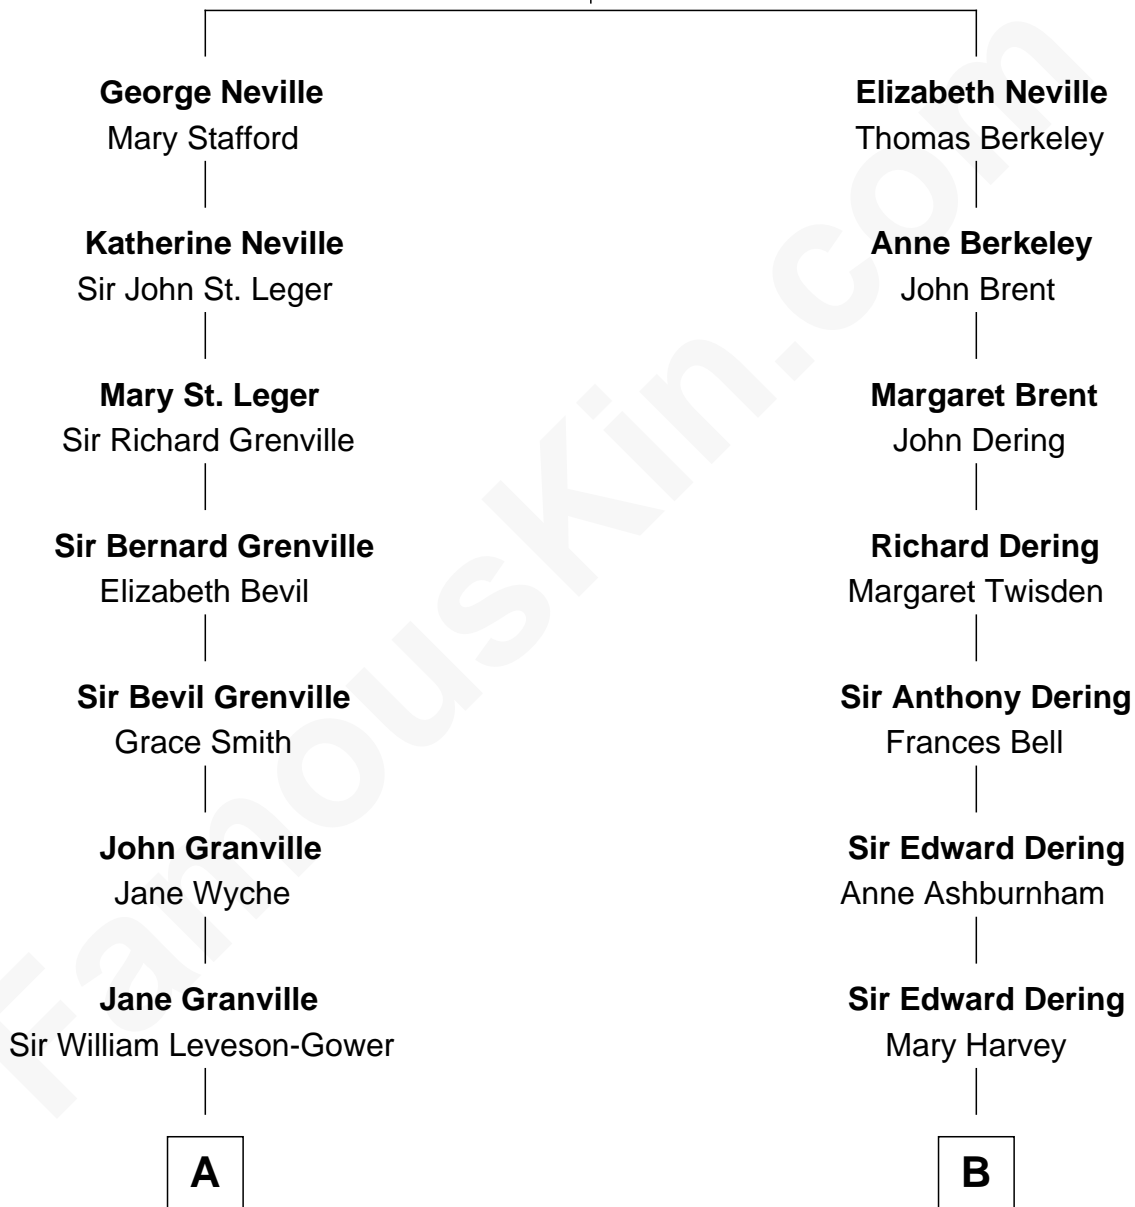 George Neville
Mary Stafford
Katherine Neville
Sir John St. Leger
Mary St. Leger
Sir Richard Grenville
Sir Bernard Grenville
Elizabeth Bevil
Sir Bevil Grenville
Grace Smith
John Granville
Jane Wyche
Jane Granville
Sir William Leveson-Gower
A
Elizabeth Neville
Thomas Berkeley
Anne Berkeley
John Brent
Margaret Brent
John Dering
Richard Dering
Margaret Twisden
Sir Anthony Dering
Frances Bell
Sir Edward Dering
Anne Ashburnham
Sir Edward Dering
Mary Harvey
B
FamousKin.com